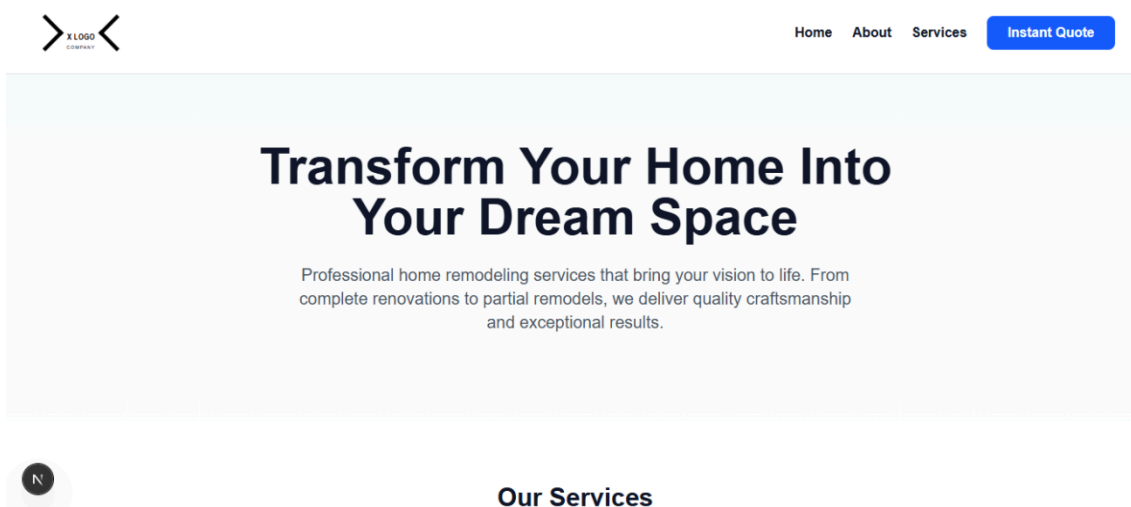 X LOGO
COMPANY
Home About Services Instant Quote
Transform Your Home Into
Your Dream Space
Professional home remodeling services that bring your vision to life. From
complete renovations to partial remodels, we deliver quality craftsmanship
and exceptional results.
N
Our Services